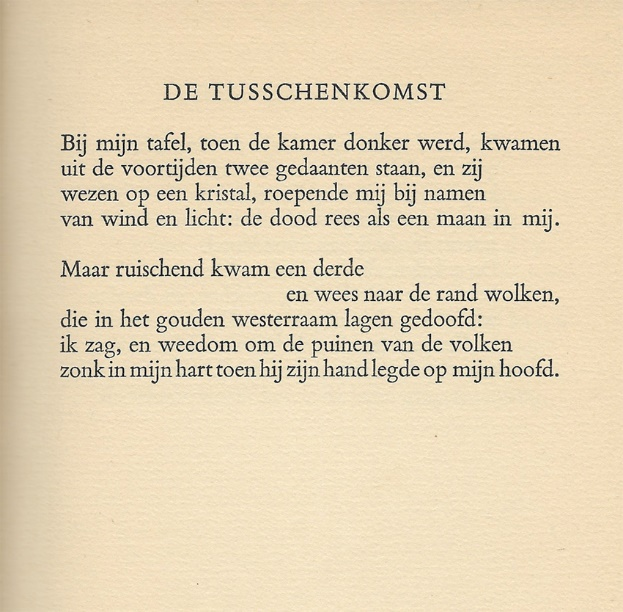 DE TUSSCHENKOMST
Bij mijn tafel, toen de kamer donker werd, kwamen
uit de voortijden twee gedaanten staan, en zij
wezen op een kristal, roepende mij bij namen
van wind en licht: de dood rees als een maan in mij.
Maar ruischend kwam een derde
en wees naar de rand wolken,
die in het gouden westerraam lagen gedoofd:
ik zag, en weedom om de puinen van de volken
zonk in mijn hart toen hij zijn hand legde op mijn hoofd.